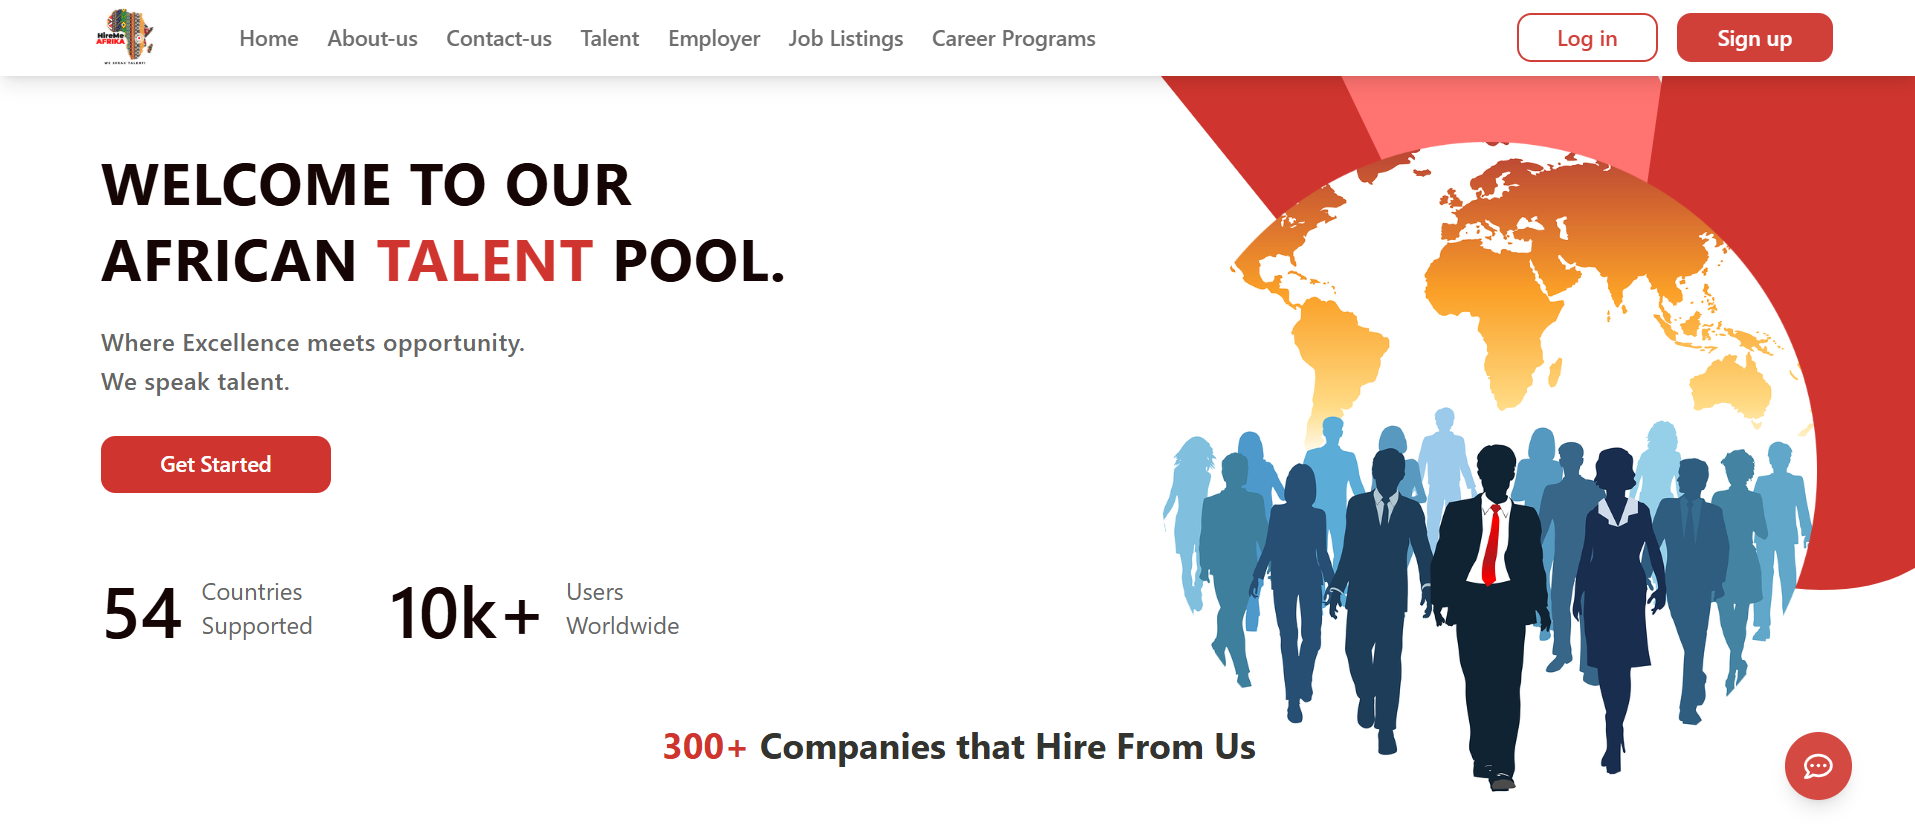 HireMe
AFRIKA
WE SPEAK TALENT!
Home
About-us
Contact-us
Talent
Employer
Job Listings
Career Programs
Log in
Sign up
WELCOME TO OUR
AFRICAN TALENT POOL.
Where Excellence meets opportunity.
We speak talent.
Get Started
54
Countries
Supported
10k+
Users
Worldwide
300+ Companies that Hire From Us